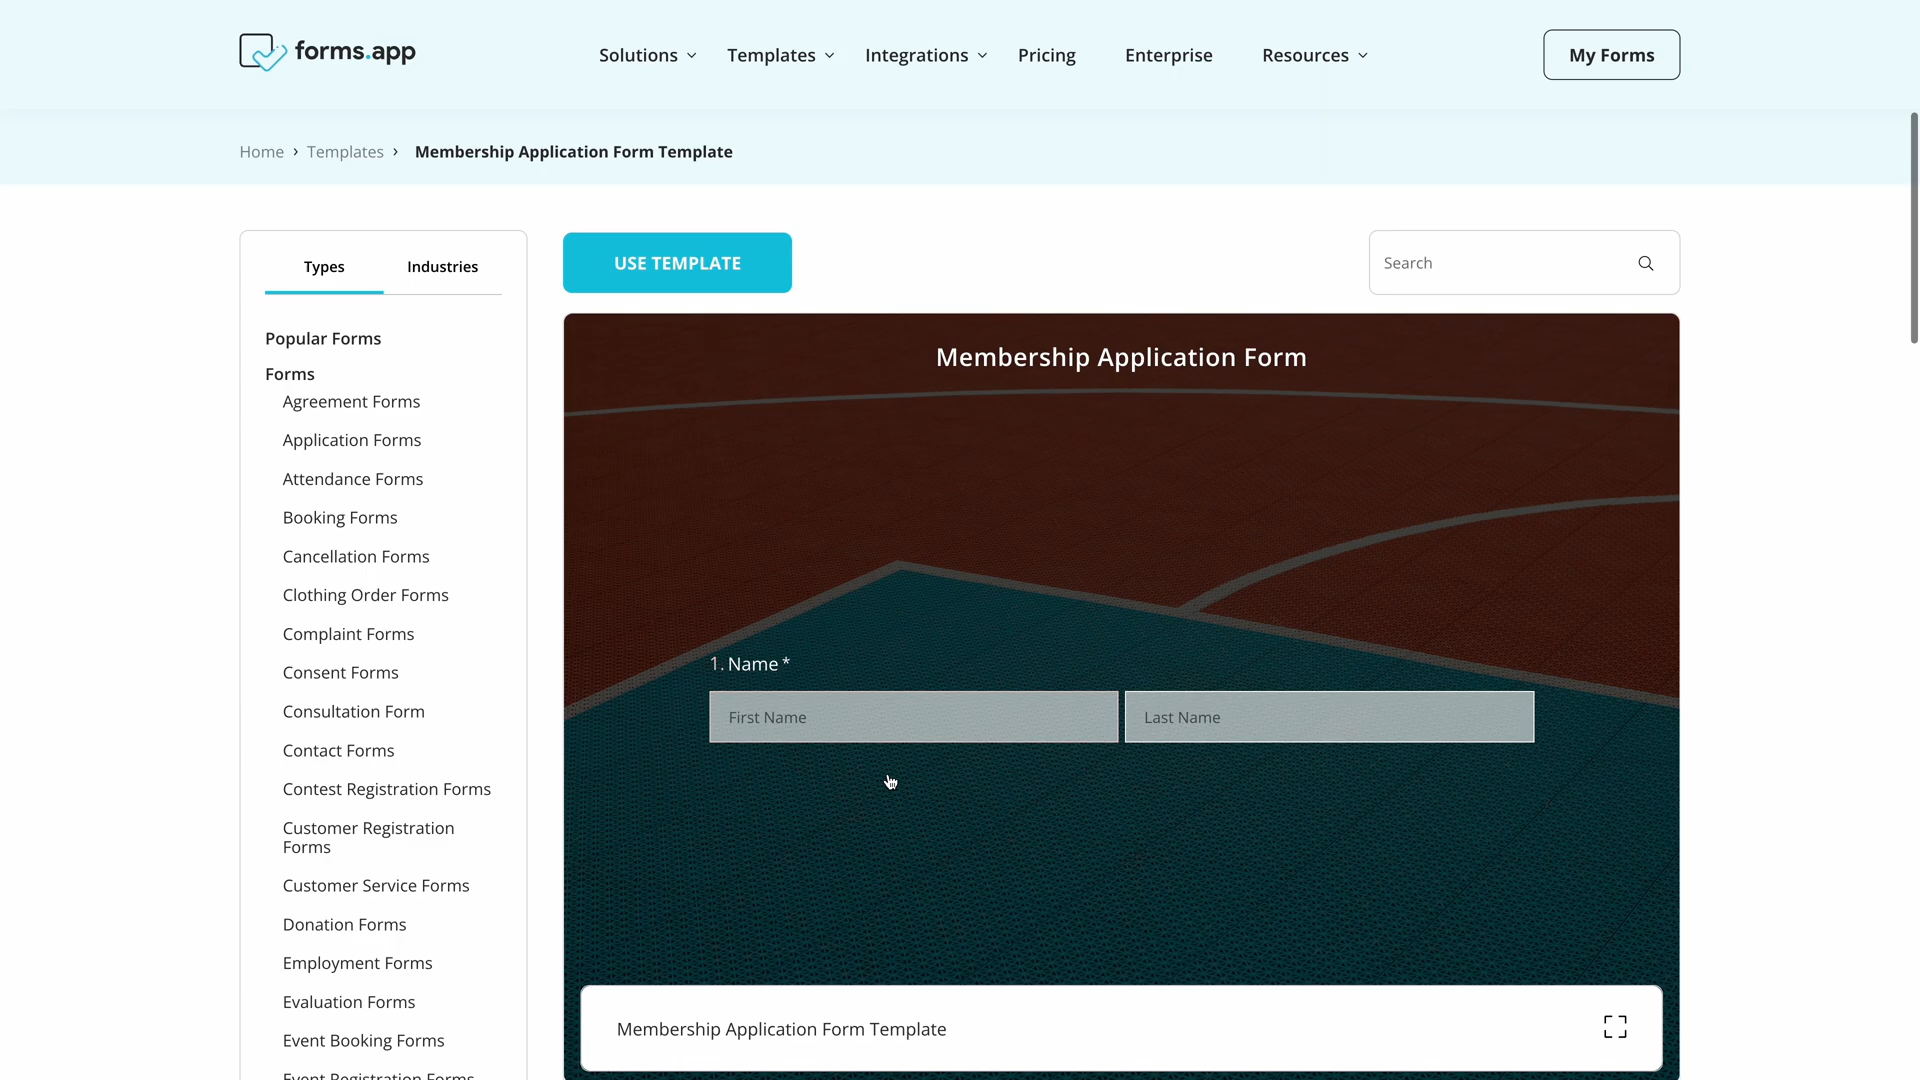 forms.app
Solutions
Templates
Integrations
Pricing
Enterprise
Resources
My Forms
Home › Templates › Membership Application Form Template
Types
Industries
Popular Forms
Forms
Agreement Forms
Application Forms
Attendance Forms
Booking Forms
Cancellation Forms
Clothing Order Forms
Complaint Forms
Consent Forms
Consultation Form
Contact Forms
Contest Registration Forms
Customer Registration
Forms
Customer Service Forms
Donation Forms
Employment Forms
Evaluation Forms
Event Booking Forms
Event Registration Forms
USE TEMPLATE
Search
Membership Application Form
1. Name *
First Name
Last Name
Membership Application Form Template